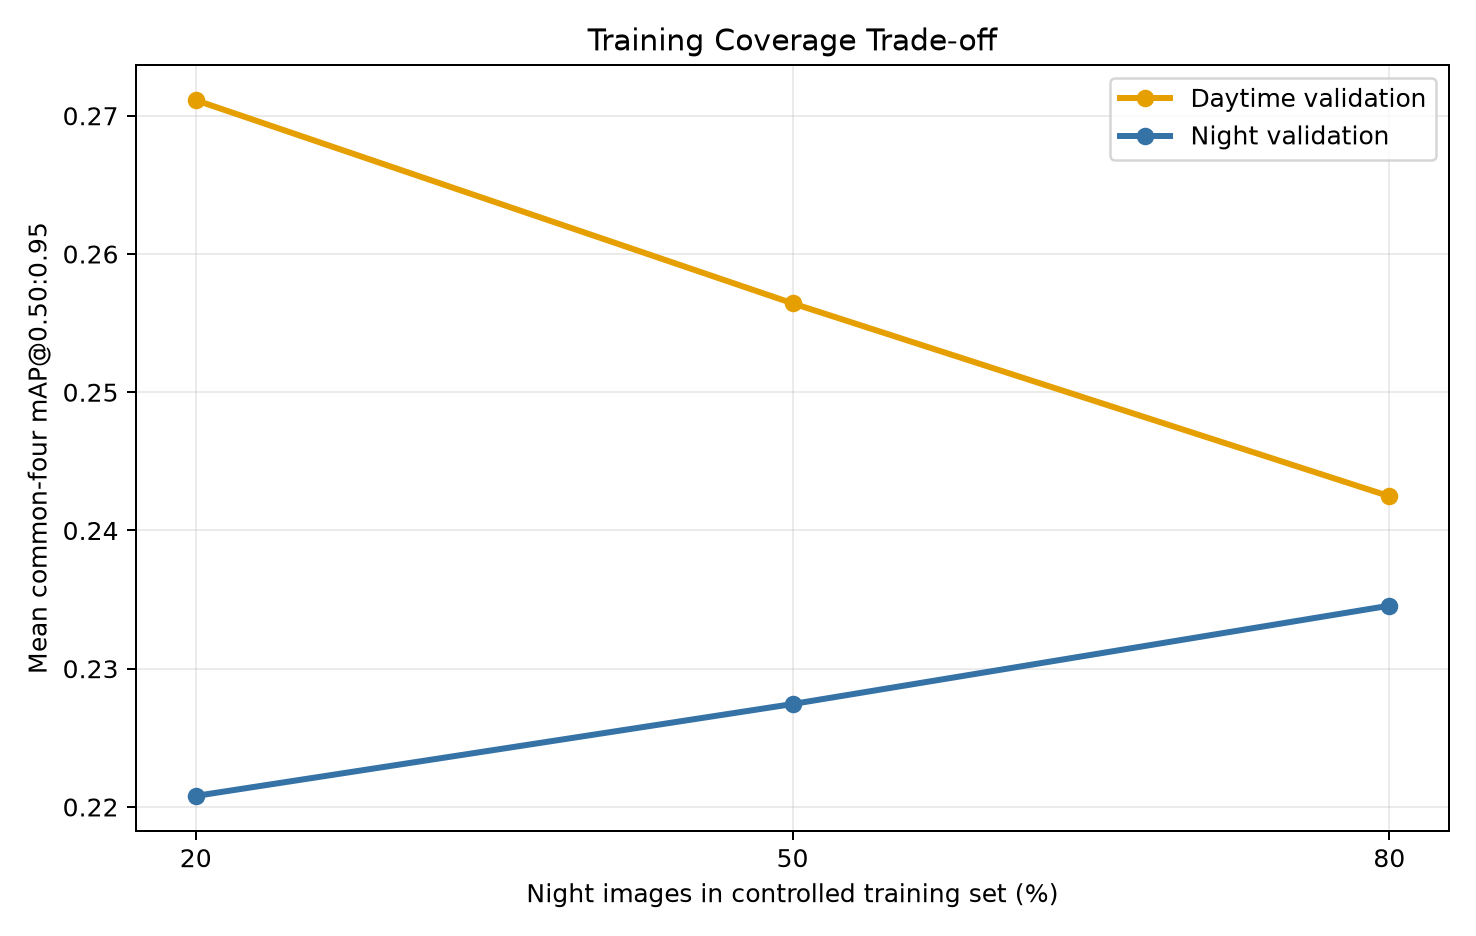 Training Coverage Trade-off
Daytime validation
Night validation
Mean common-four mAP@0.50:0.95
0.27
0.26
0.25
0.24
0.23
0.22
20
50
80
Night images in controlled training set (%)